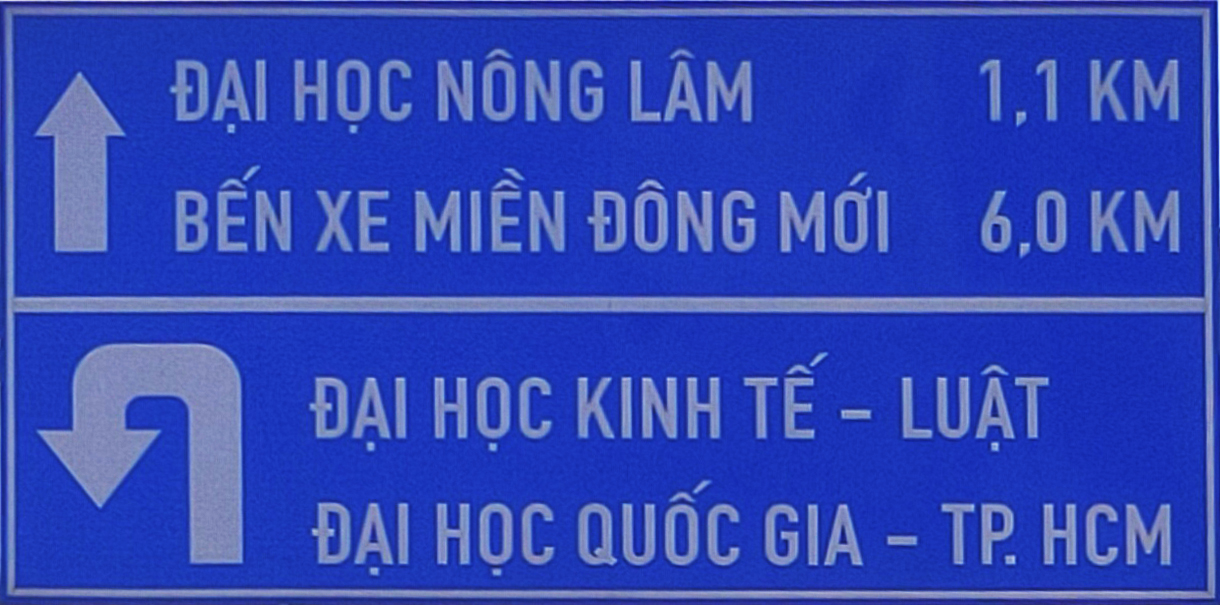 ĐẠI HỌC NÔNG LÂM 1,1 KM
BẾN XE MIỀN ĐÔNG MỚI 6,0 KM
ĐẠI HỌC KINH TẾ – LUẬT
ĐẠI HỌC QUỐC GIA – TP. HCM